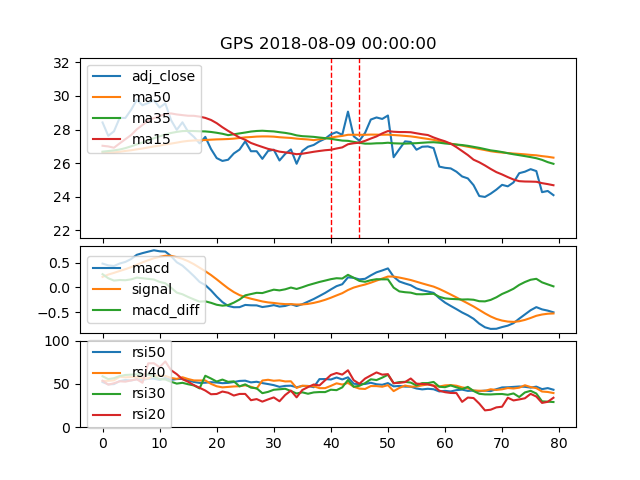 GPS 2018-08-09 00:00:00
32
30
28
26
24
22
adj_close
ma50
ma35
ma15
0.5
0.0
−0.5
macd
signal
macd_diff
100
50
0
rsi50
rsi40
rsi30
rsi20
0 10 20 30 40 50 60 70 80